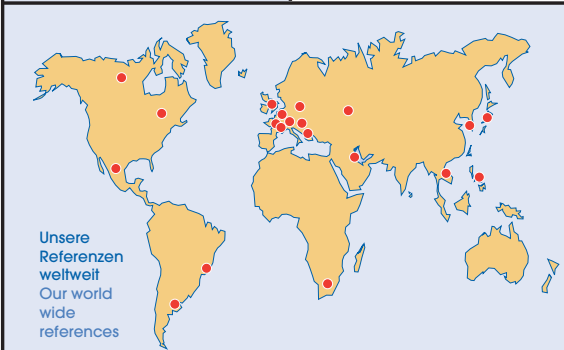 Unsere
Referenzen
weltweit
Our world
wide
references